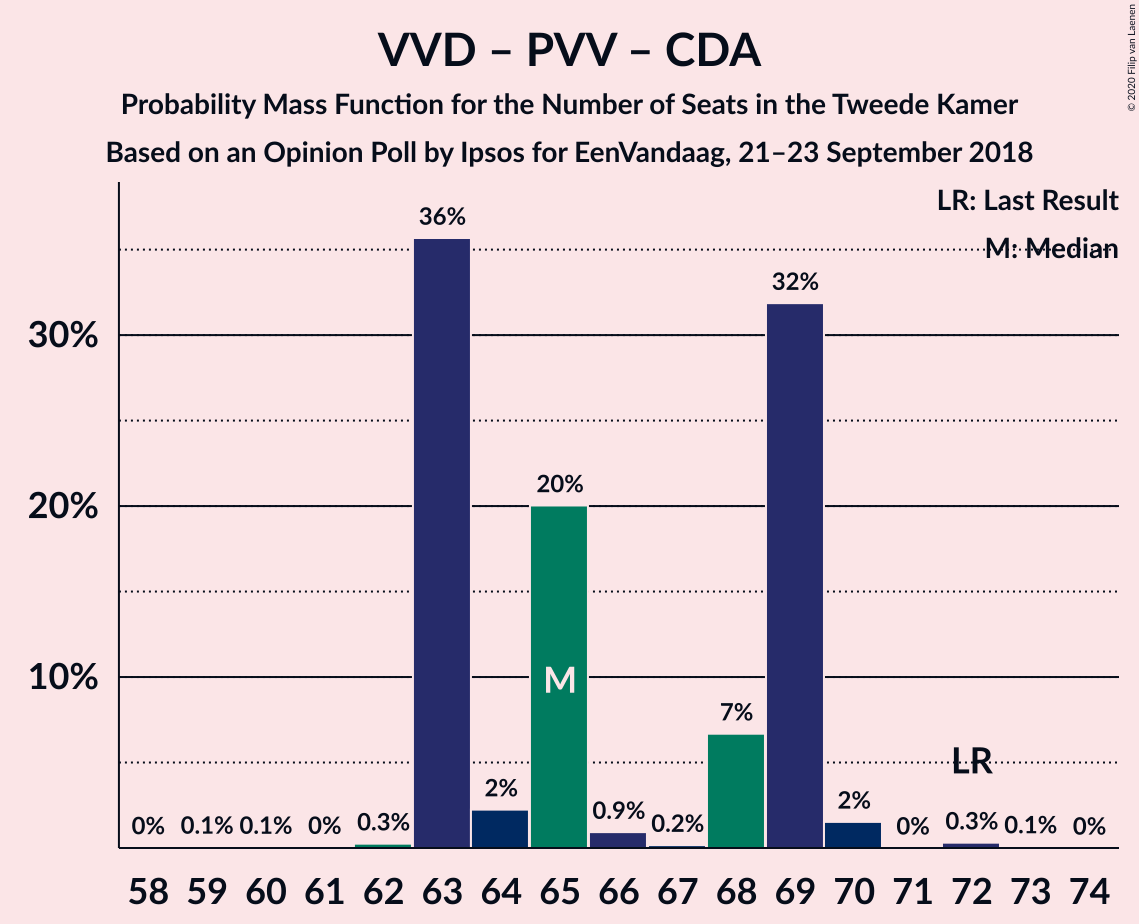 VVD – PVV – CDA
Probability Mass Function for the Number of Seats in the Tweede Kamer
Based on an Opinion Poll by Ipsos for EenVandaag, 21–23 September 2018
© 2020 Filip van Laenen
LR: Last Result
M: Median
30%
20%
10%
0% 0.1% 0.1% 0% 0.3% 36% 2% 20% 0.9% 0.2% 7% 32% 2% 0% 0.3% 0.1% 0%
M
LR
58 59 60 61 62 63 64 65 66 67 68 69 70 71 72 73 74